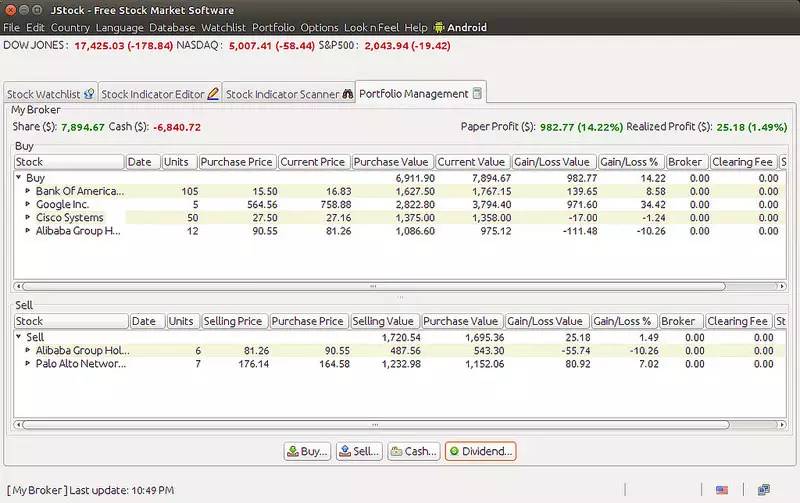 JStock - Free Stock Market Software
File Edit Country Language Database Watchlist Portfolio Options Look n Feel Help Android
DOW JONES: 17,425.03 (-178.84) NASDAQ: 5,007.41 (-58.44) S&P500: 2,043.94 (-19.42)
Stock Watchlist Stock Indicator Editor Stock Indicator Scanner Portfolio Management
My Broker
Share ($): 7,894.67 Cash ($): -6,840.72 Paper Profit ($): 982.77 (14.22%) Realized Profit ($): 25.18 (1.49%)
Buy
Stock Date Units Purchase Price Current Price Purchase Value Current Value Gain/Loss Value Gain/Loss % Broker Clearing Fee S
Buy 6,911.90 7,894.67 982.77 14.22 0.00 0.00
Bank Of America... 105 15.50 16.83 1,627.50 1,767.15 139.65 8.58 0.00 0.00
Google Inc. 5 564.56 758.88 2,822.80 3,794.40 971.60 34.42 0.00 0.00
Cisco Systems 50 27.50 27.16 1,375.00 1,358.00 -17.00 -1.24 0.00 0.00
Alibaba Group H... 12 90.55 81.26 1,086.60 975.12 -111.48 -10.26 0.00 0.00
Sell
Stock Date Units Selling Price Purchase Price Selling Value Purchase Value Gain/Loss Value Gain/Loss % Broker Clearing Fee St
Sell 1,720.54 1,695.36 25.18 1.49 0.00 0.00
Alibaba Group Hol... 6 81.26 90.55 487.56 543.30 -55.74 -10.26 0.00 0.00
Palo Alto Networ... 7 176.14 164.58 1,232.98 1,152.06 80.92 7.02 0.00 0.00
Buy... Sell... Cash... Dividend...
[ My Broker ] Last update: 10:49 PM